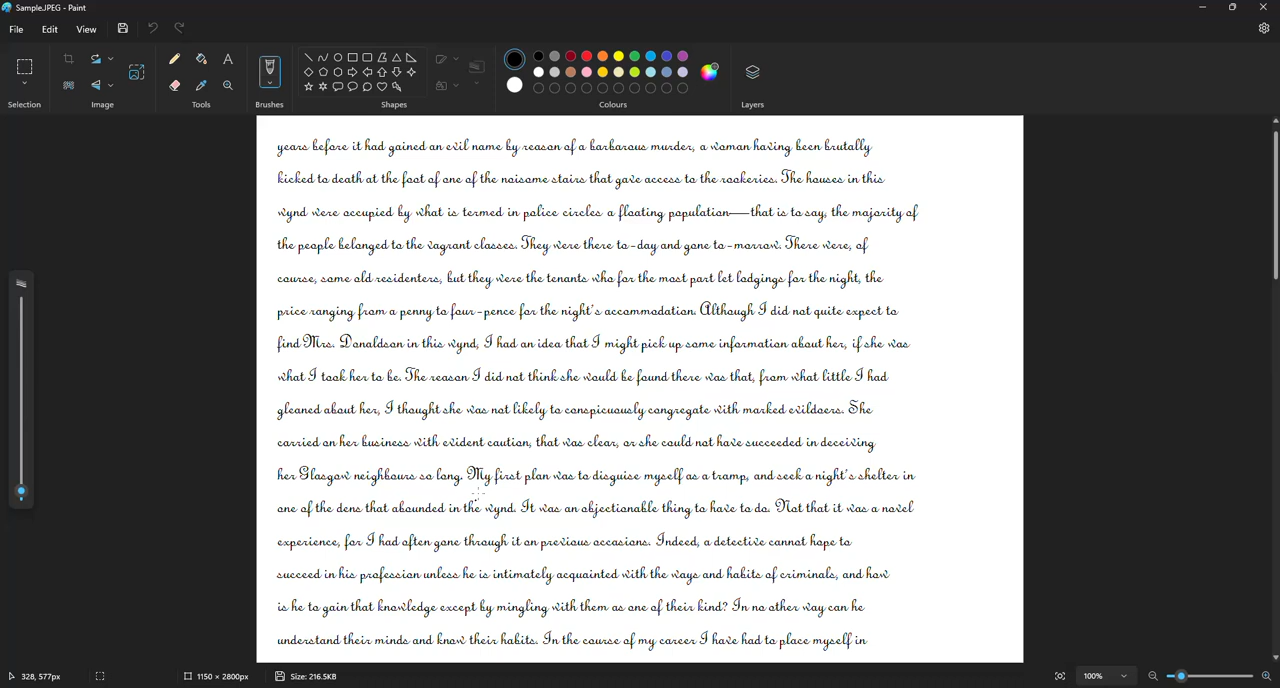 Sample.JPEG - Paint
File Edit View
Selection Image Tools Brushes Shapes Colours Layers
years before it had gained an evil name by reason of a barbarous murder, a woman having been brutally
kicked to death at the foot of one of the noisome stairs that gave access to the rookeries. The houses in this
wynd were occupied by what is termed in police circles a floating population—that is to say, the majority of
the people belonged to the vagrant classes. They were there to-day and gone to-morrow. There were, of
course, some old residenters, but they were the tenants who for the most part let lodgings for the night, the
price ranging from a penny to four-pence for the night's accommodation. Although I did not quite expect to
find Mrs. Donaldson in this wynd, I had an idea that I might pick up some information about her, if she was
what I took her to be. The reason I did not think she would be found there was that, from what little I had
gleaned about her, I thought she was not likely to conspicuously congregate with marked evildoers. She
carried on her business with evident caution, that was clear, or she could not have succeeded in deceiving
her Glasgow neighbours so long. My first plan was to disguise myself as a tramp, and seek a night's shelter in
one of the dens that abounded in the wynd. It was an objectionable thing to have to do. Not that it was a novel
experience, for I had often gone through it on previous occasions. Indeed, a detective cannot hope to
succeed in his profession unless he is intimately acquainted with the ways and habits of criminals, and how
is he to gain that knowledge except by mingling with them as one of their kind? In no other way can he
understand their minds and know their habits. In the course of my career I have had to place myself in
328, 577px 1150 × 2800px Size: 216.5KB 100%